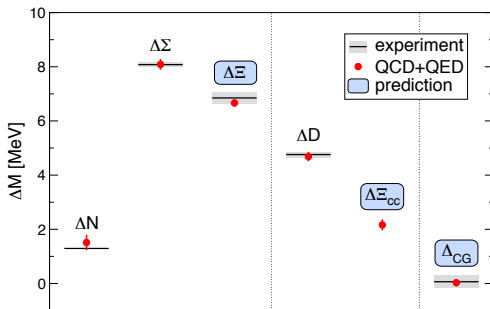 10
8
6
4
2
0
ΔM [MeV]
experiment
QCD+QED
prediction
ΔN
ΔΣ
ΔΞ
ΔD
ΔΞcc
ΔCG